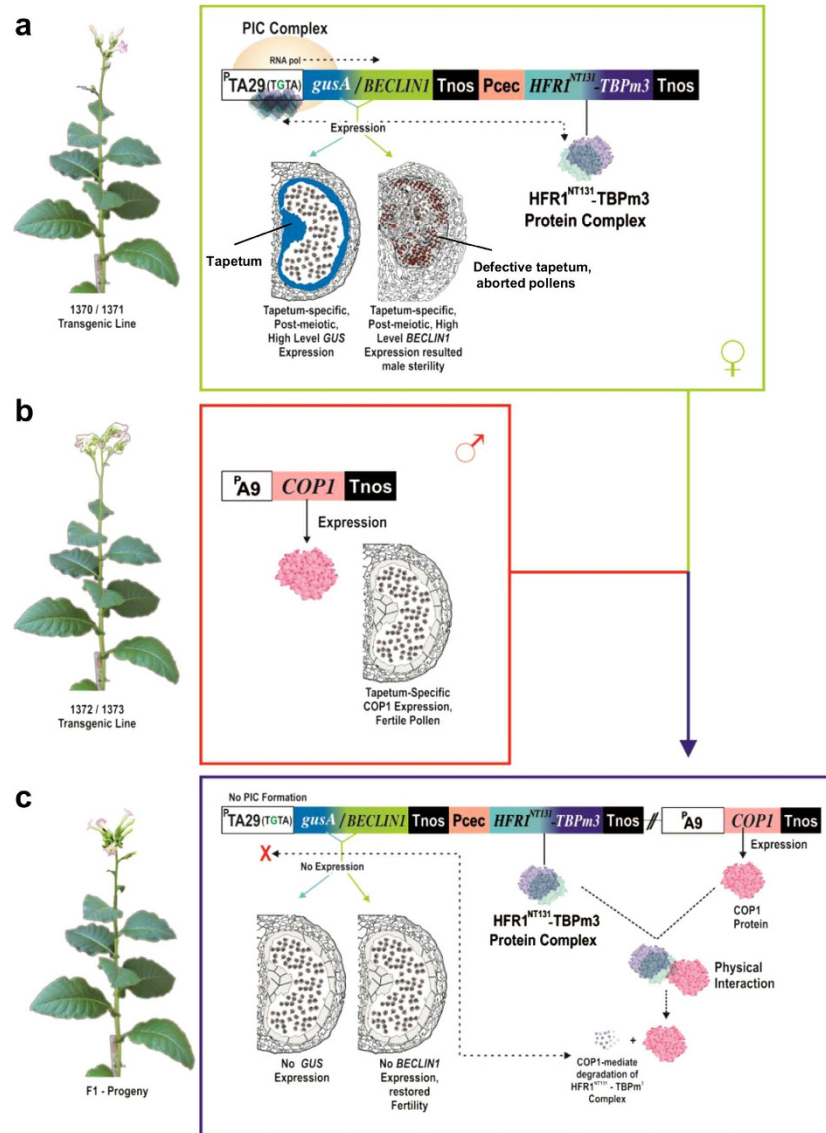 a
PIC Complex
RNA pol
PTA29(TGTA) gusA/BECLIN1 Tnos Pcec HFR1NT131-TBPm3 Tnos
Expression
HFR1NT131-TBPm3
Protein Complex
Tapetum
Defective tapetum,
aborted pollens
Tapetum-specific,
Post-meiotic,
High Level GUS
Expression
Tapetum-specific,
Post-meiotic, High
Level BECLIN1
Expression resulted
male sterility
1370 / 1371
Transgenic Line
♀
b
♂
PA9 COP1 Tnos
Expression
Tapetum-Specific
COP1 Expression,
Fertile Pollen
1372 / 1373
Transgenic Line
c
No PIC Formation
PTA29(TGTA) gusA/BECLIN1 Tnos Pcec HFR1NT131-TBPm3 Tnos // PA9 COP1 Tnos
X
No Expression
Expression
HFR1NT131-TBPm3
Protein Complex
COP1
Protein
Physical
Interaction
+
COP1-mediate
degradation of
HFR1NT131 - TBPm3
Complex
No GUS
Expression
No BECLIN1
Expression,
restored
Fertility
F1 - Progeny